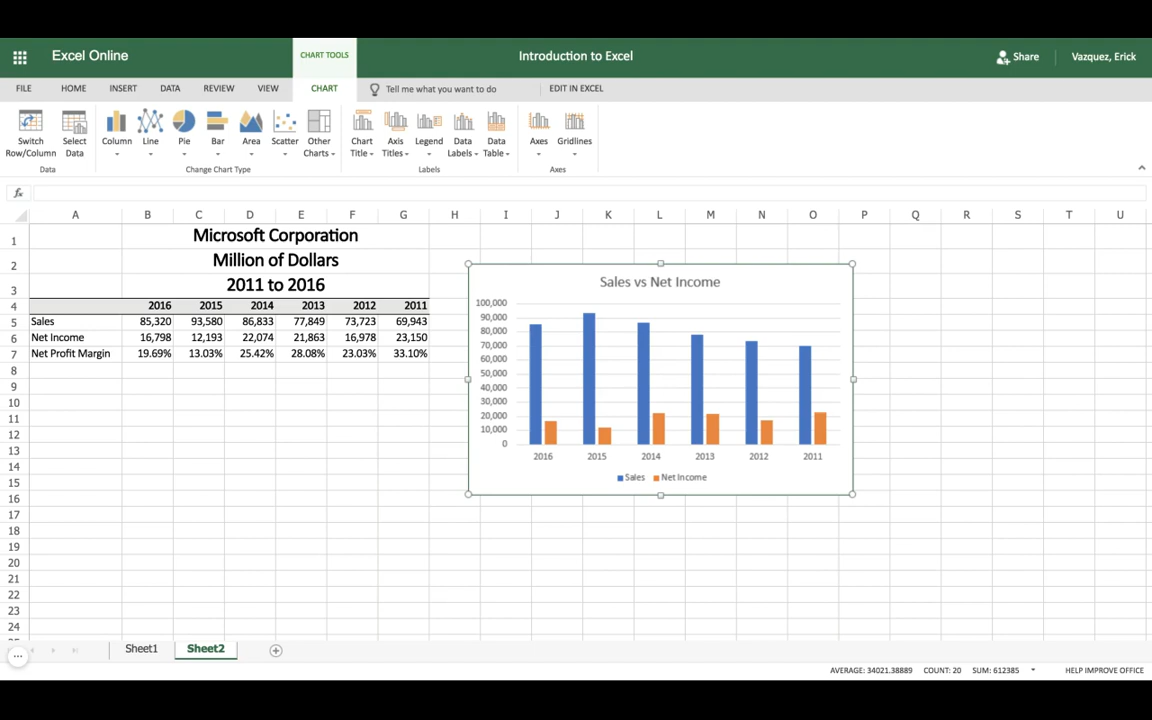 Excel Online
CHART TOOLS
Introduction to Excel
Share
Vazquez, Erick
FILE HOME INSERT DATA REVIEW VIEW CHART Tell me what you want to do EDIT IN EXCEL
Switch Row/Column
Select Data
Column
Line
Pie
Bar
Area
Scatter
Other Charts
Chart Title
Axis Titles
Legend
Data Labels
Data Table
Axes
Gridlines
Data
Change Chart Type
Labels
Axes
fx
A B C D E F G H I J K L M N O P Q R S T U
1 Microsoft Corporation
2 Million of Dollars
3 2011 to 2016
4 2016 2015 2014 2013 2012 2011
5 Sales 85,320 93,580 86,833 77,849 73,723 69,943
6 Net Income 16,798 12,193 22,074 21,863 16,978 23,150
7 Net Profit Margin 19.69% 13.03% 25.42% 28.08% 23.03% 33.10%
8
9
10
11
12
13
14
15
16
17
18
19
20
21
22
23
24
Sales vs Net Income
100,000
90,000
80,000
70,000
60,000
50,000
40,000
30,000
20,000
10,000
0
2016 2015 2014 2013 2012 2011
Sales Net Income
Sheet1 Sheet2
AVERAGE: 34021.38889 COUNT: 20 SUM: 612385 HELP IMPROVE OFFICE